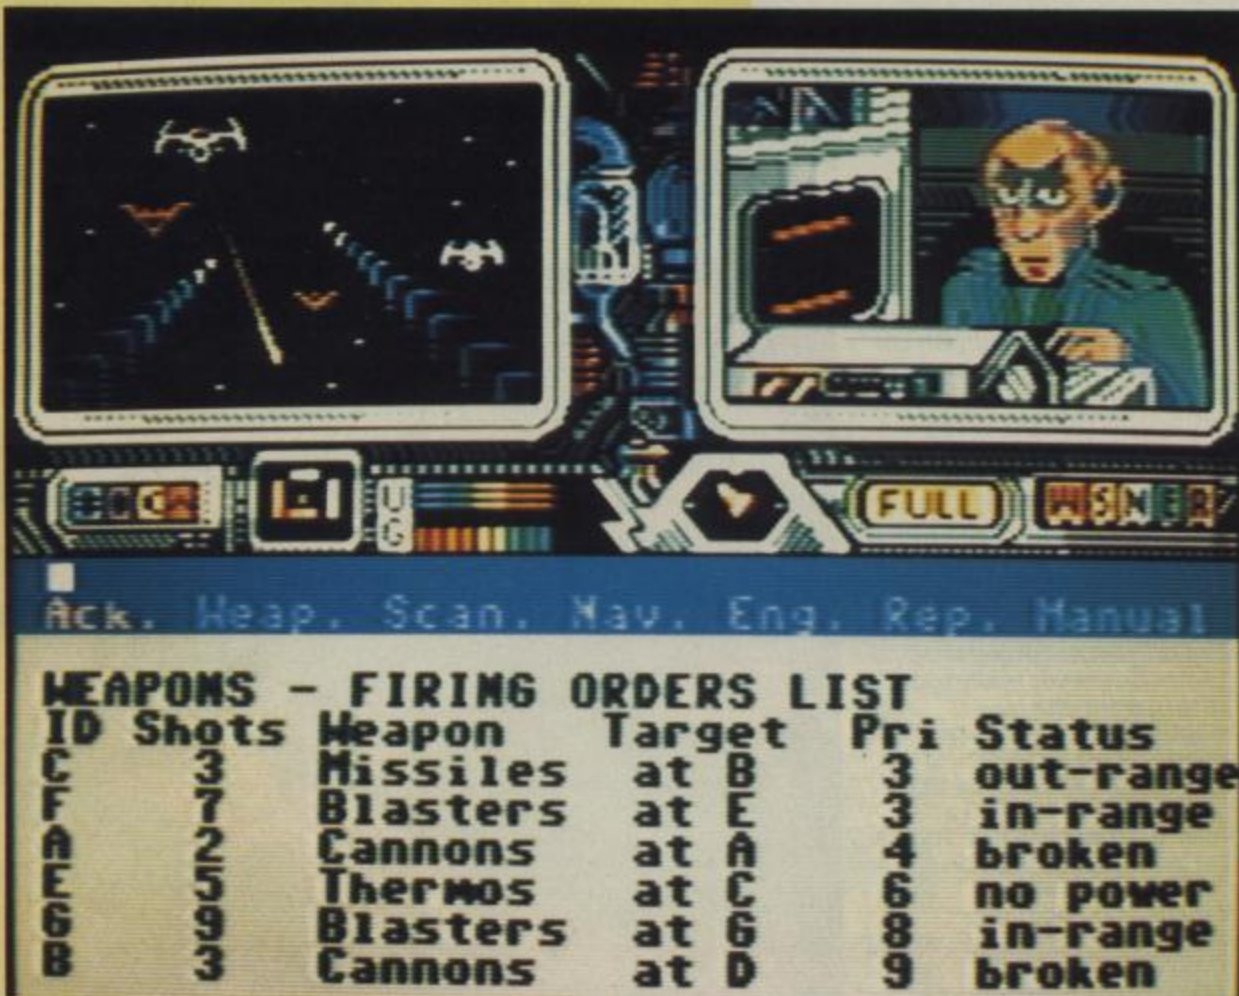 U
G
FULL
WSNER
Ack. Weap. Scan. Nav. Eng. Rep. Manual
WEAPONS - FIRING ORDERS LIST
ID Shots Weapon Target Pri Status
C 3 Missiles at B 3 out-range
F 7 Blasters at E 3 in-range
A 2 Cannons at A 4 broken
E 5 Thermos at C 6 no power
G 9 Blasters at G 8 in-range
B 3 Cannons at D 9 broken